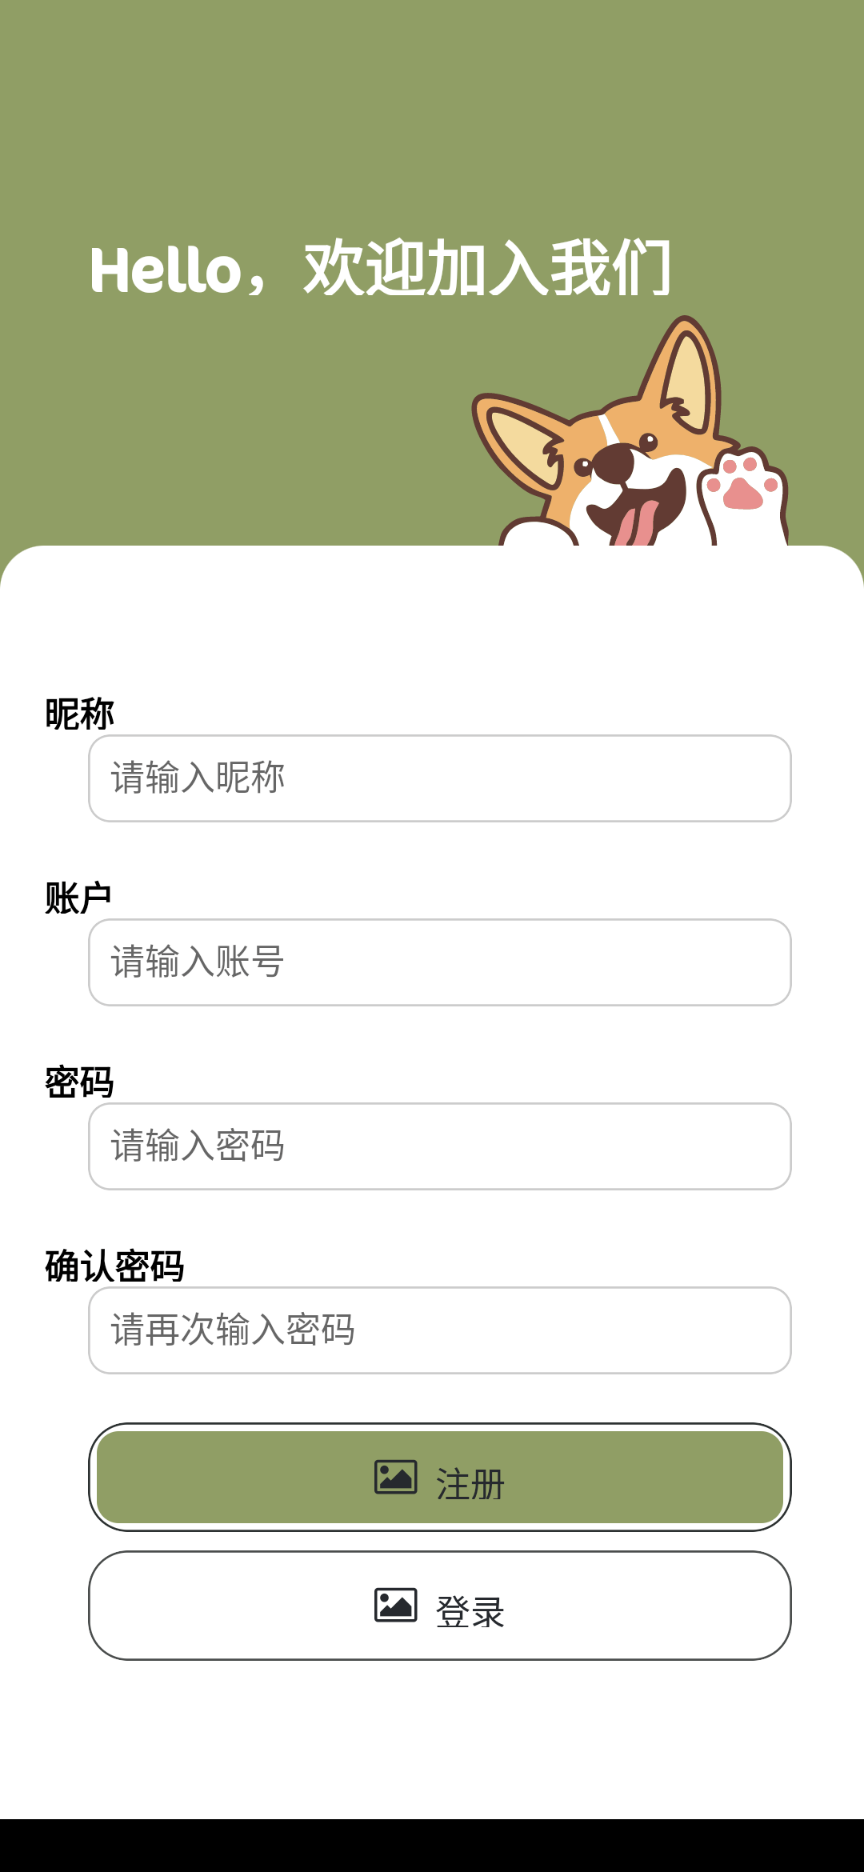 Hello，欢迎加入我们
昵称
请输入昵称
账户
请输入账号
密码
请输入密码
确认密码
请再次输入密码
注册
登录